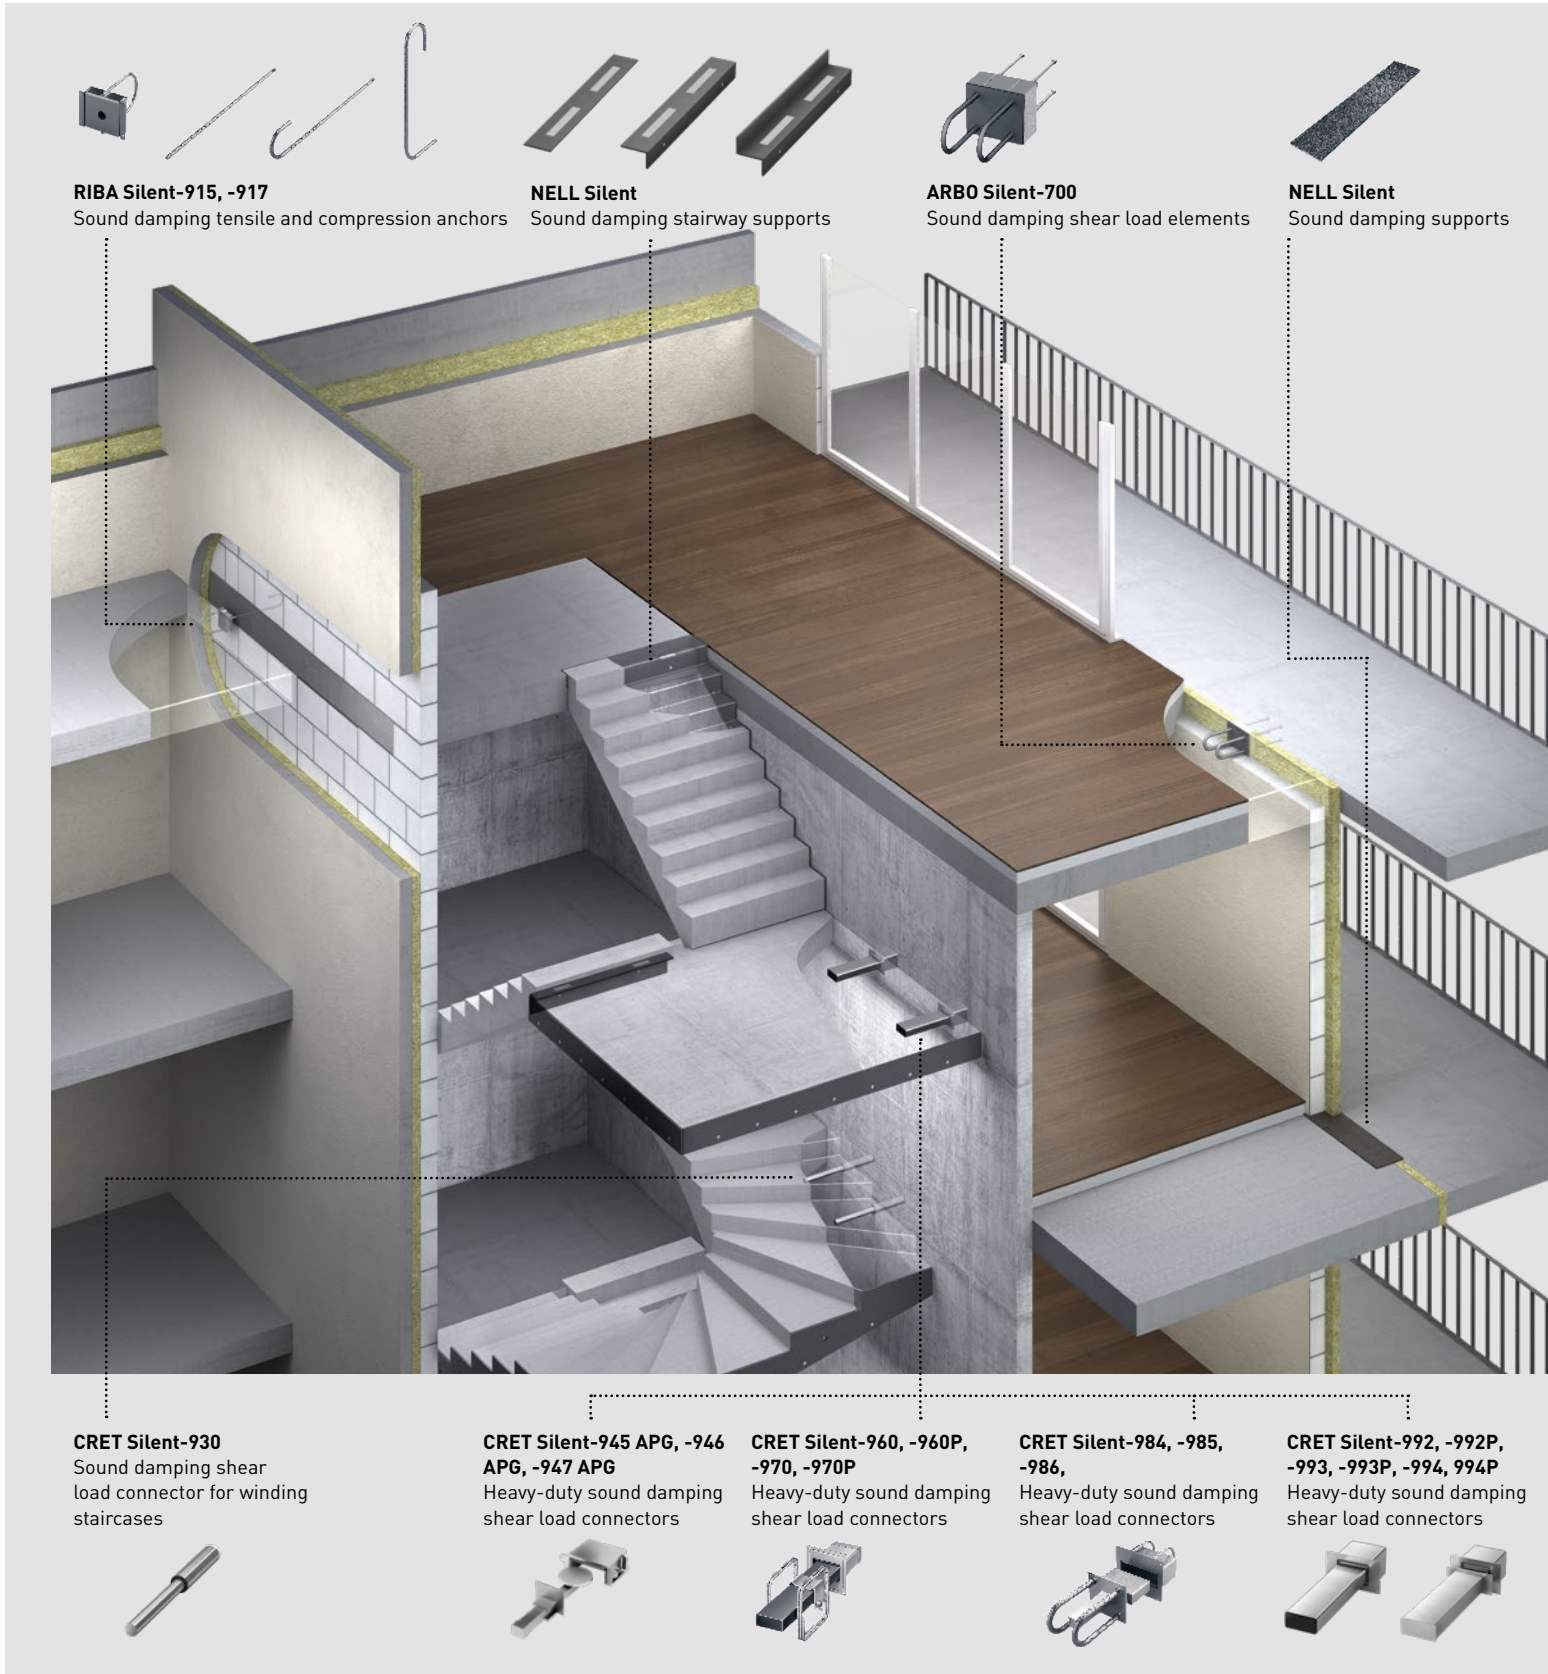 RIBA Silent-915, -917
Sound damping tensile and compression anchors
NELL Silent
Sound damping stairway supports
ARBO Silent-700
Sound damping shear load elements
NELL Silent
Sound damping supports
CRET Silent-930
Sound damping shear
load connector for winding
staircases
CRET Silent-945 APG, -946
APG, -947 APG
Heavy-duty sound damping
shear load connectors
CRET Silent-960, -960P,
-970, -970P
Heavy-duty sound damping
shear load connectors
CRET Silent-984, -985,
-986,
Heavy-duty sound damping
shear load connectors
CRET Silent-992, -992P,
-993, -993P, -994, 994P
Heavy-duty sound damping
shear load connectors